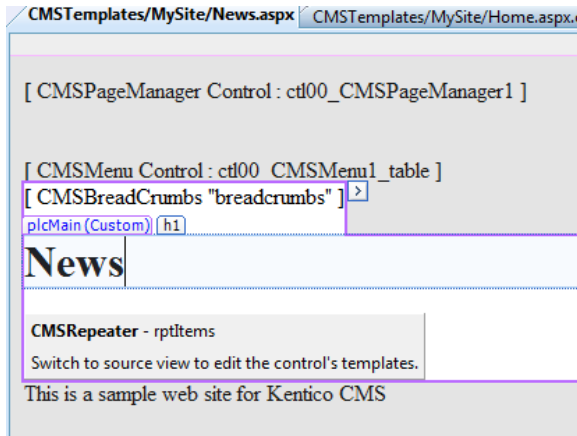 CMSTemplates/MySite/News.aspx CMSTemplates/MySite/Home.aspx.
[ CMSPageManager Control : ctl00_CMSPageManager1 ]
[ CMSMenu Control : ctl00_CMSMenu1_table ]
[ CMSBreadCrumbs "breadcrumbs" ] >
plcMain (Custom) h1
News
CMSRepeater - rptItems
Switch to source view to edit the control's templates.
This is a sample web site for Kentico CMS